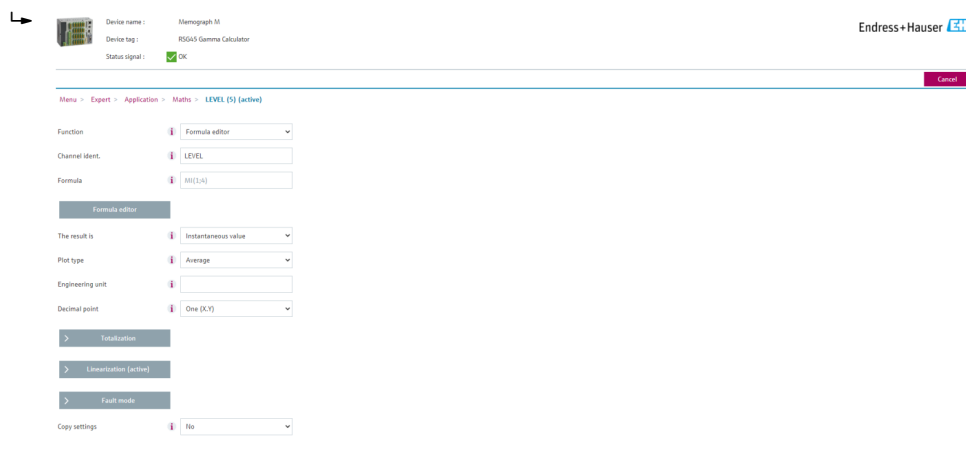 Device name : Memograph M
Endress+Hauser EH
Device tag : RSG45 Gamma Calculator
Status signal : OK
Cancel
Menu > Expert > Application > Maths > LEVEL (5) (active)
Function i Formula editor
Channel ident. i LEVEL
Formula i MI(1;4)
Formula editor
The result is i Instantaneous value
Plot type i Average
Engineering unit i
Decimal point i One (X.Y)
> Totalization
> Linearization (active)
> Fault mode
Copy settings i No